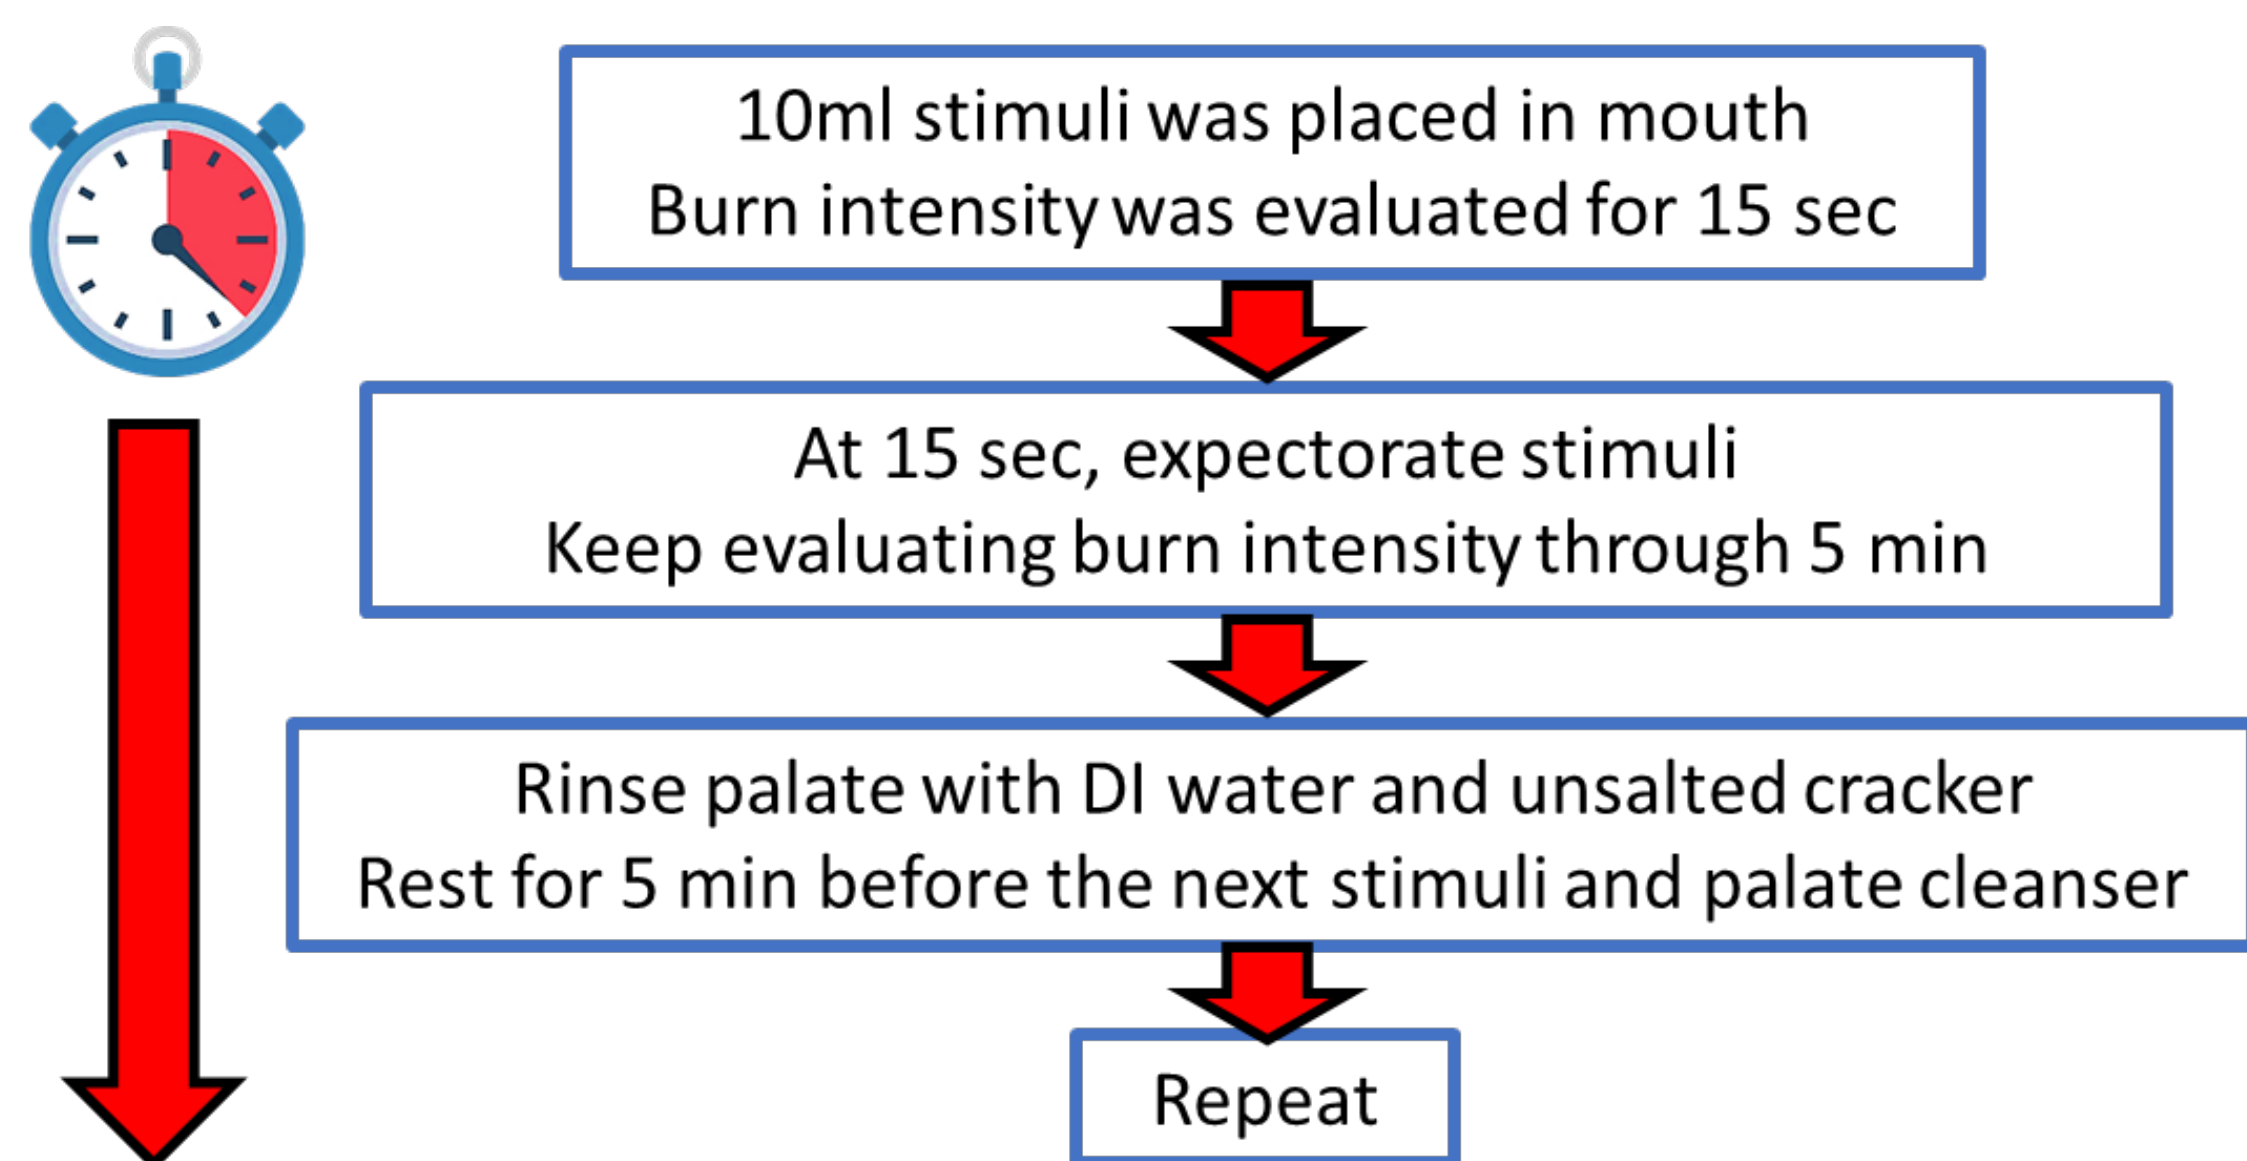 10ml stimuli was placed in mouth
Burn intensity was evaluated for 15 sec
At 15 sec, expectorate stimuli
Keep evaluating burn intensity through 5 min
Rinse palate with DI water and unsalted cracker
Rest for 5 min before the next stimuli and palate cleanser
Repeat